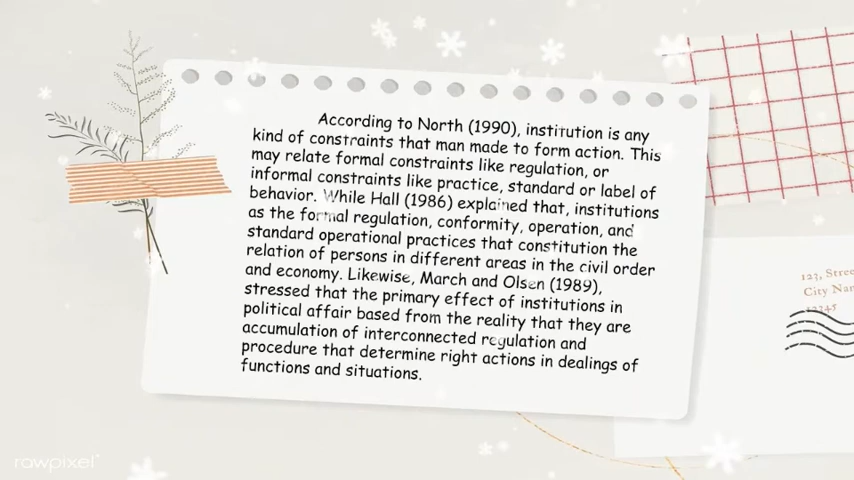 According to North (1990), institution is any
kind of constraints that man made to form action. This
may relate formal constraints like regulation, or
informal constraints like practice, standard or label of
behavior. While Hall (1986) explained that, institutions
as the formal regulation, conformity, operation, and
standard operational practices that constitution the
relation of persons in different areas in the civil order
and economy. Likewise, March and Olsen (1989),
stressed that the primary effect of institutions in
political affair based from the reality that they are
accumulation of interconnected regulation and
procedure that determine right actions in dealings of
functions and situations.
123, Stree
City Nam
12345
rawpixel